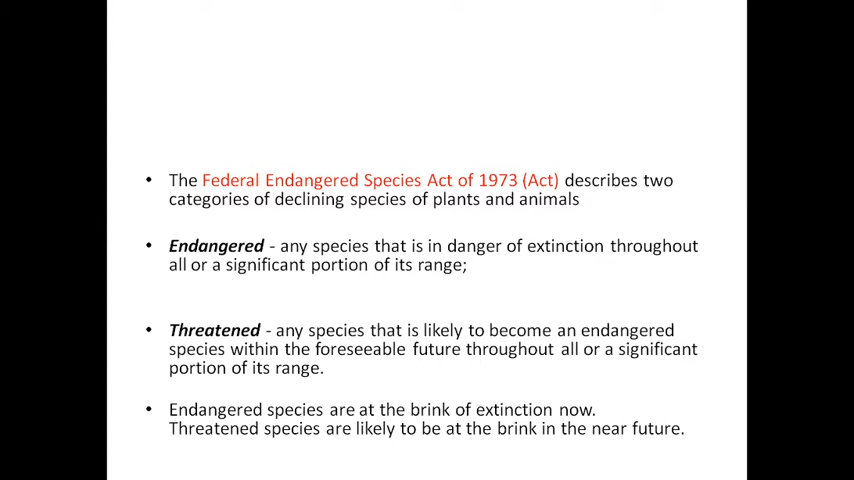 • The Federal Endangered Species Act of 1973 (Act) describes two
categories of declining species of plants and animals
• Endangered - any species that is in danger of extinction throughout
all or a significant portion of its range;
• Threatened - any species that is likely to become an endangered
species within the foreseeable future throughout all or a significant
portion of its range.
• Endangered species are at the brink of extinction now.
Threatened species are likely to be at the brink in the near future.